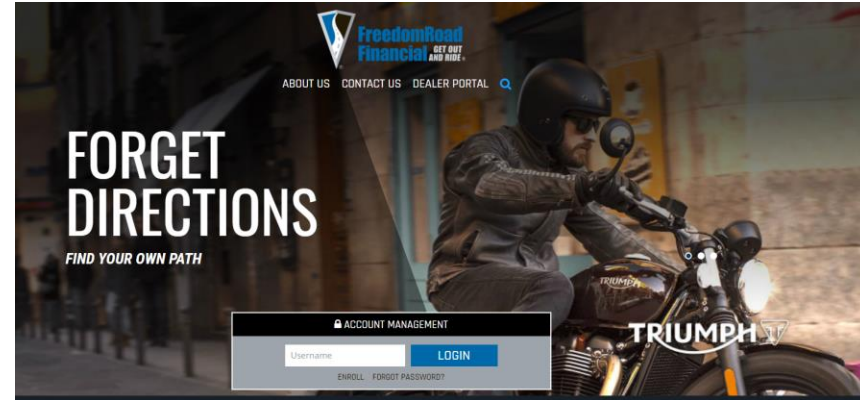 FreedomRoad
Financial GET OUT
AND RIDE
ABOUT US CONTACT US DEALER PORTAL
FORGET
DIRECTIONS
FIND YOUR OWN PATH
TRIUMPH
TRIUMPH
ACCOUNT MANAGEMENT
Username LOGIN
ENROLL FORGOT PASSWORD?